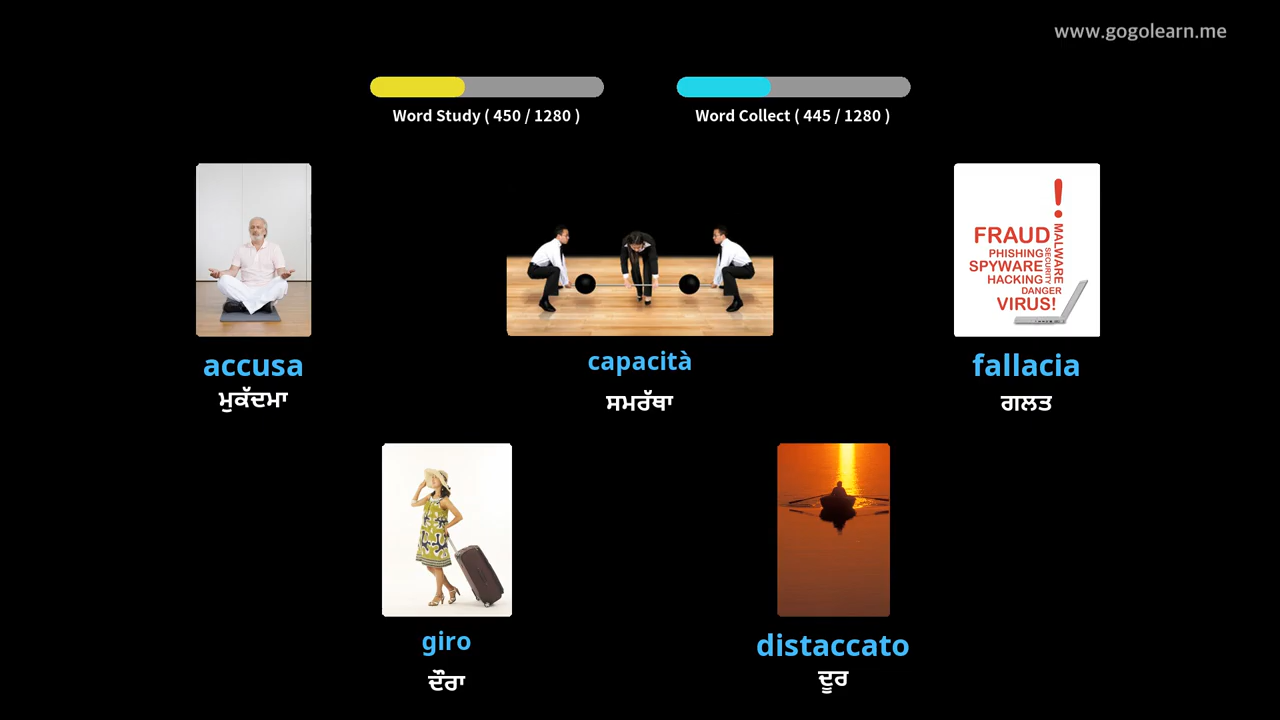 www.gogolearn.me
Word Study ( 450 / 1280 )
Word Collect ( 445 / 1280 )
FRAUD
PHISHING
SPYWARE
HACKING
DANGER
VIRUS!
MALWARE
SECURITY
!
accusa
ਮੁਕੱਦਮਾ
capacità
ਸਮਰੱਥਾ
fallacia
ਗਲਤ
giro
ਦੌਰਾ
distaccato
ਦੂਰ